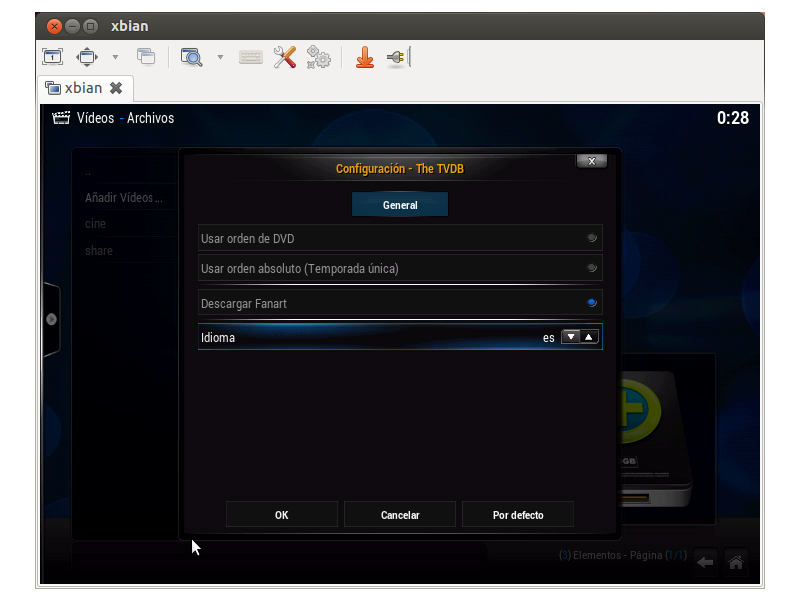 xbian
xbian
Vídeos - Archivos
0:28
..
Añadir Vídeos...
cine
share
Configuración - The TVDB
x
General
Usar orden de DVD
Usar orden absoluto (Temporada única)
Descargar Fanart
Idioma es
GB
OK Cancelar Por defecto
(3) Elementos - Página (1/1)